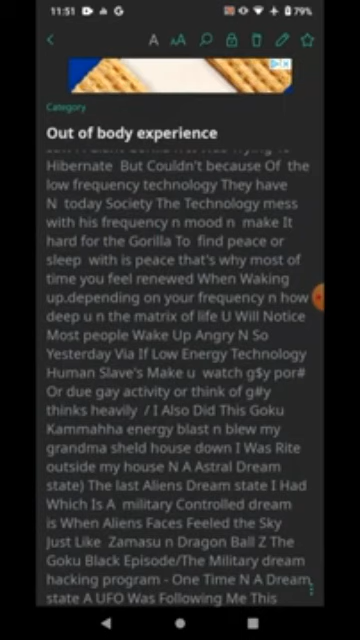 11:51
79%
A AA
Category
Out of body experience
Hibernate But Couldn't because Of the
low frequency technology They have
N today Society The Technology mess
with his frequency n mood n make It
hard for the Gorilla To find peace or
sleep with is peace that's why most of
time you feel renewed When Waking
up.depending on your frequency n how
deep u n the matrix of life U Will Notice
Most people Wake Up Angry N So
Yesterday Via If Low Energy Technology
Human Slave's Make u watch g$y por#
Or due gay activity or think of g#y
thinks heavily / I Also Did This Goku
Kammahha energy blast n blew my
grandma sheld house down I Was Rite
outside my house N A Astral Dream
state) The last Aliens Dream state I Had
Which Is A military Controlled dream
is When Aliens Faces Feeled the Sky
Just Like Zamasu n Dragon Ball Z The
Goku Black Episode/The Military dream
hacking program - One Time N A Dream
state A UFO Was Following Me This